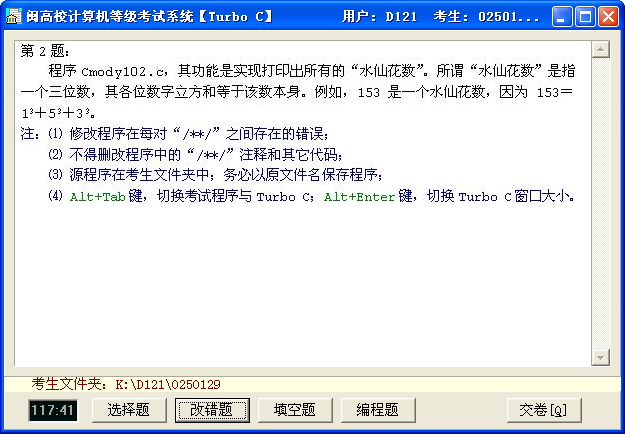 闽高校计算机等级考试系统【Turbo C】 用户: D121 考生: 02501...
第 2 题:
程序 Cmody102.c，其功能是实现打印出所有的“水仙花数”。所谓“水仙花数”是指
一个三位数，其各位数字立方和等于该数本身。例如，153 是一个水仙花数，因为 153＝
1³＋5³＋3³。
注: ⑴ 修改程序在每对“/**/”之间存在的错误；
⑵ 不得删改程序中的“/**/”注释和其它代码；
⑶ 源程序在考生文件夹中；务必以原文件名保存程序；
⑷ Alt+Tab 键，切换考试程序与 Turbo C；Alt+Enter 键，切换 Turbo C 窗口大小。
考生文件夹: K:\D121\0250129
117:41 选择题 改错题 填空题 编程题 交卷[Q]